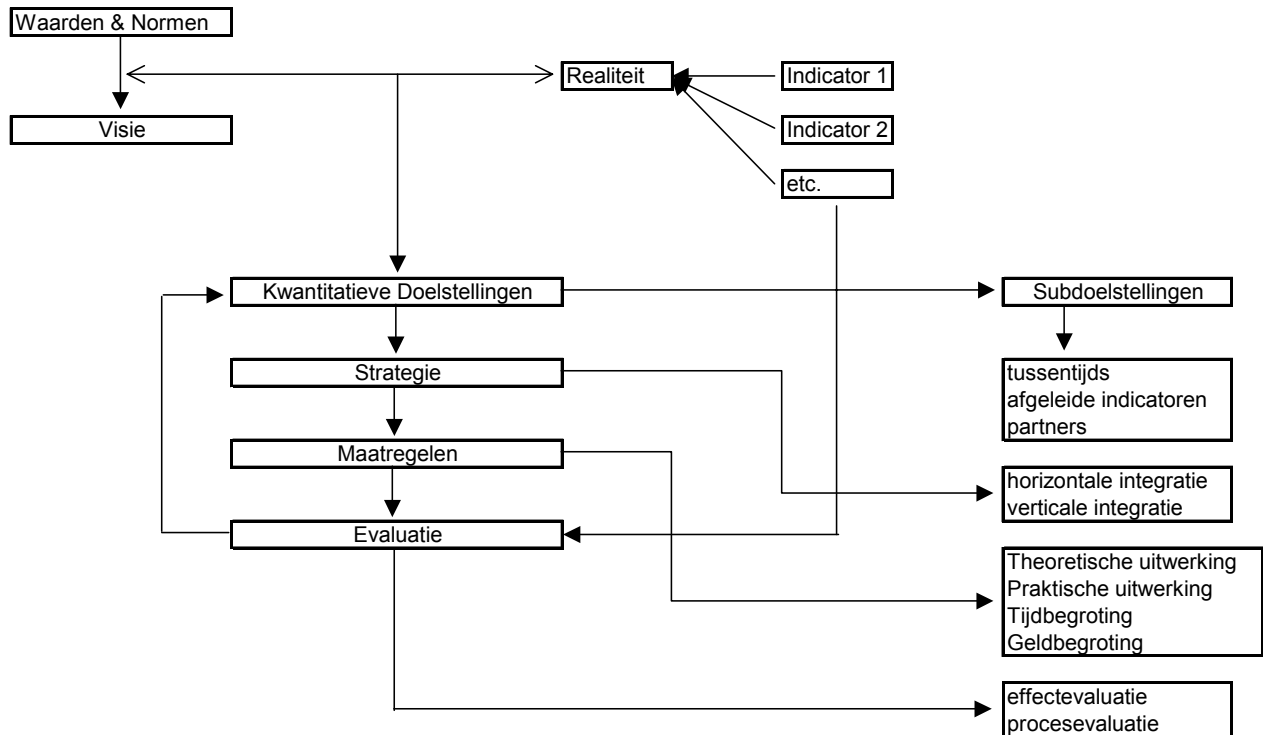 Waarden & Normen
Realiteit
Indicator 1
Visie
Indicator 2
etc.
Kwantitatieve Doelstellingen
Subdoelstellingen
Strategie
tussentijds
afgeleide indicatoren
partners
Maatregelen
horizontale integratie
verticale integratie
Evaluatie
Theoretische uitwerking
Praktische uitwerking
Tijdbegroting
Geldbegroting
effectevaluatie
procesevaluatie